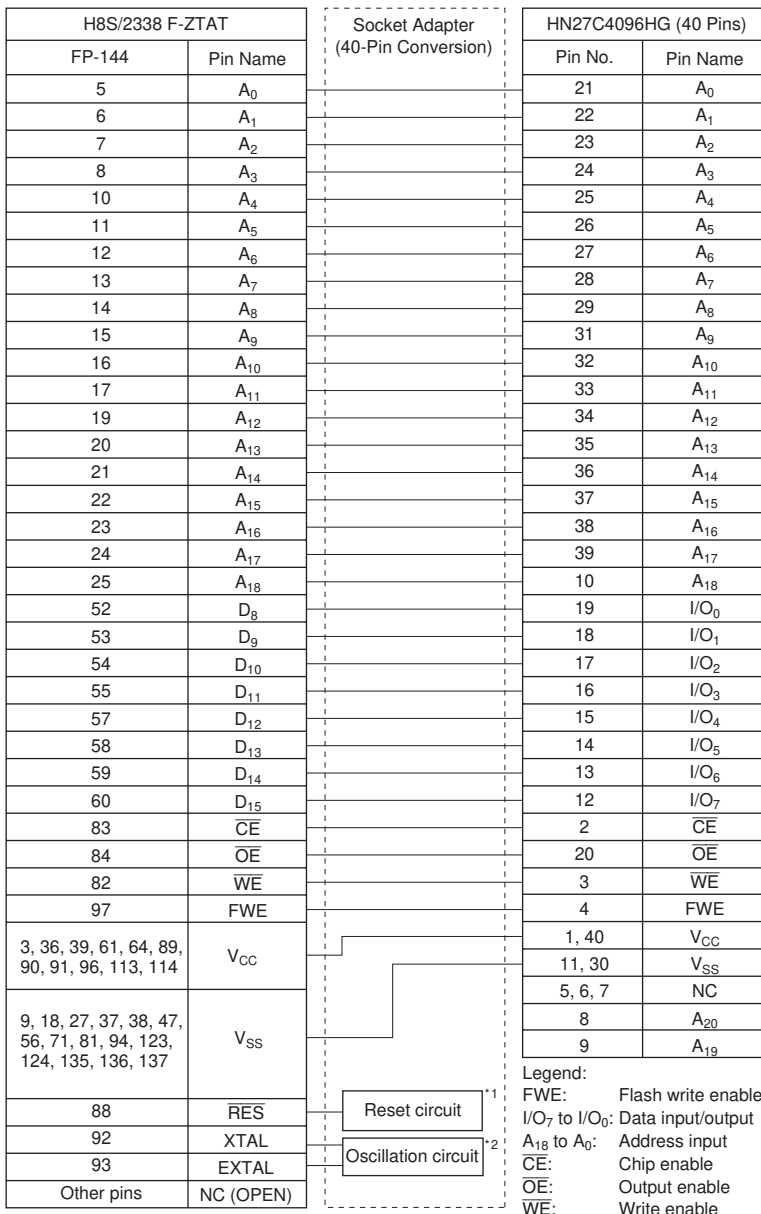 H8S/2338 F-ZTAT Socket Adapter HN27C4096HG (40 Pins)
FP-144 Pin Name (40-Pin Conversion) Pin No. Pin Name
5 A0 21 A0
6 A1 22 A1
7 A2 23 A2
8 A3 24 A3
10 A4 25 A4
11 A5 26 A5
12 A6 27 A6
13 A7 28 A7
14 A8 29 A8
15 A9 31 A9
16 A10 32 A10
17 A11 33 A11
19 A12 34 A12
20 A13 35 A13
21 A14 36 A14
22 A15 37 A15
23 A16 38 A16
24 A17 39 A17
25 A18 10 A18
52 D8 19 I/O0
53 D9 18 I/O1
54 D10 17 I/O2
55 D11 16 I/O3
57 D12 15 I/O4
58 D13 14 I/O5
59 D14 13 I/O6
60 D15 12 I/O7
83 C̅E̅ 2 C̅E̅
84 O̅E̅ 20 O̅E̅
82 W̅E̅ 3 W̅E̅
97 FWE 4 FWE
3, 36, 39, 61, 64, 89, VCC 1, 40 VCC
90, 91, 96, 113, 114 11, 30 VSS
5, 6, 7 NC
9, 18, 27, 37, 38, 47, VSS 8 A20
56, 71, 81, 94, 123, 9 A19
124, 135, 136, 137
88 R̅E̅S̅ Reset circuit *1
92 XTAL Oscillation circuit *2
93 EXTAL
Other pins NC (OPEN)
Legend:
FWE: Flash write enable
I/O7 to I/O0: Data input/output
A18 to A0: Address input
C̅E̅: Chip enable
O̅E̅: Output enable
W̅E̅: Write enable